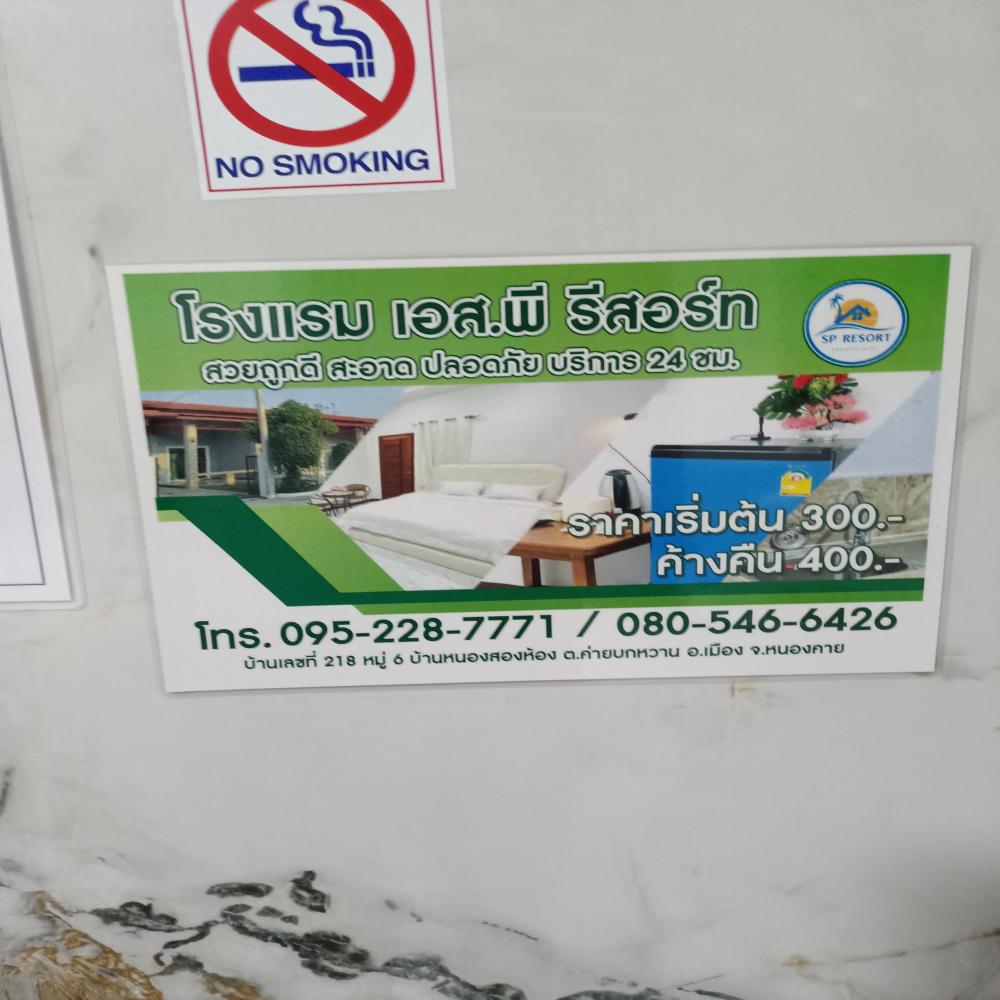 NO SMOKING
โรงแรม เอส.พี รีสอร์ท
สวยถูกดี สะอาด ปลอดภัย บริการ 24 ชม.
SP RESORT
ราคาเริ่มต้น 300.-
ค้างคืน 400.-
โทร. 095-228-7771 / 080-546-6426
บ้านเลขที่ 218 หมู่ 6 บ้านหนองสองห้อง ต.ค่ายบกหวาน อ.เมือง จ.หนองคาย